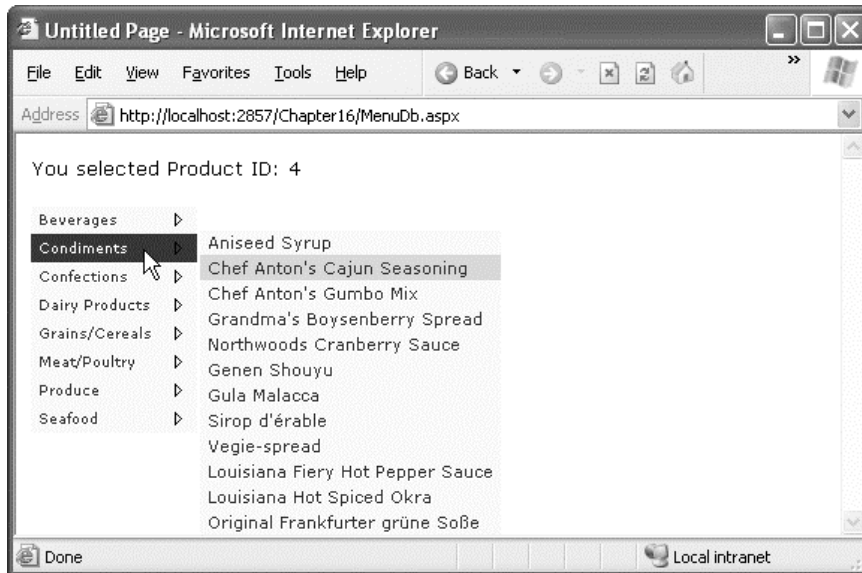 Untitled Page - Microsoft Internet Explorer
File Edit View Favorites Tools Help Back »
Address http://localhost:2857/Chapter16/MenuDb.aspx
You selected Product ID: 4
Beverages
Condiments
Confections
Dairy Products
Grains/Cereals
Meat/Poultry
Produce
Seafood
Aniseed Syrup
Chef Anton's Cajun Seasoning
Chef Anton's Gumbo Mix
Grandma's Boysenberry Spread
Northwoods Cranberry Sauce
Genen Shouyu
Gula Malacca
Sirop d'érable
Vegie-spread
Louisiana Fiery Hot Pepper Sauce
Louisiana Hot Spiced Okra
Original Frankfurter grüne Soße
Done Local intranet